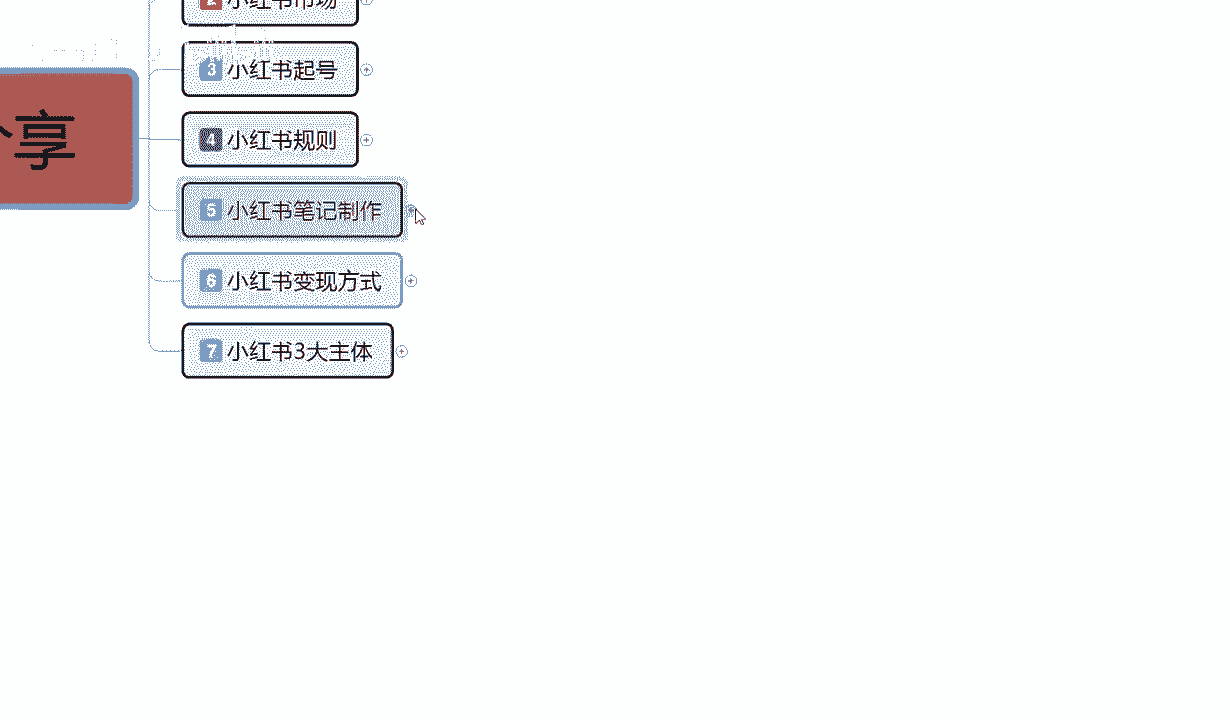 2 小红书市场
3 小红书起号
享
4 小红书规则
5 小红书笔记制作
6 小红书变现方式
7 小红书3大主体